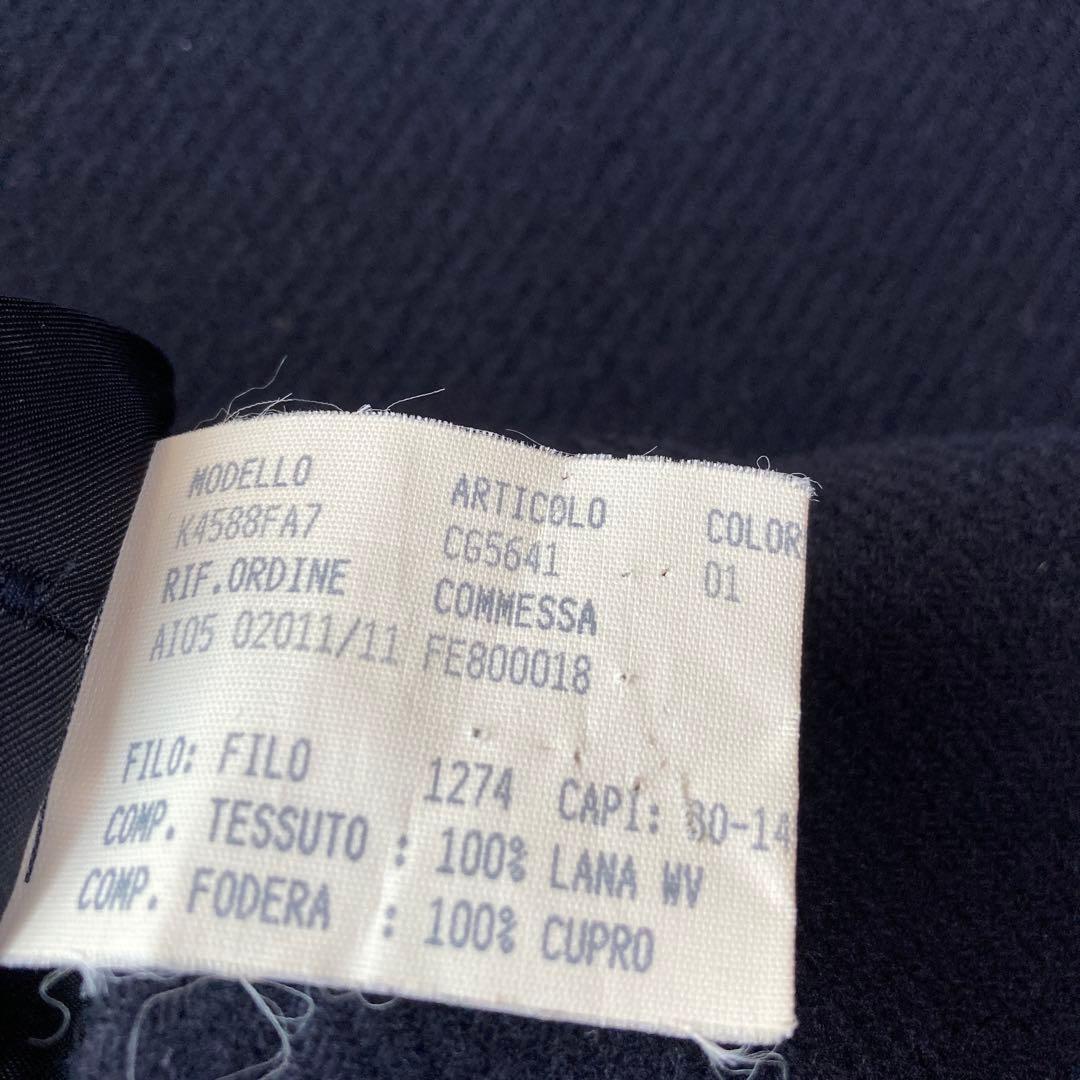 MODELLO ARTICOLO COLOR
K4588FA7 CG5641 01
RIF.ORDINE COMMESSA
AI05 02011/11 FE800018
FILO: FILO 1274 CAPI: 30-14
COMP. TESSUTO : 100% LANA WV
COMP. FODERA : 100% CUPRO